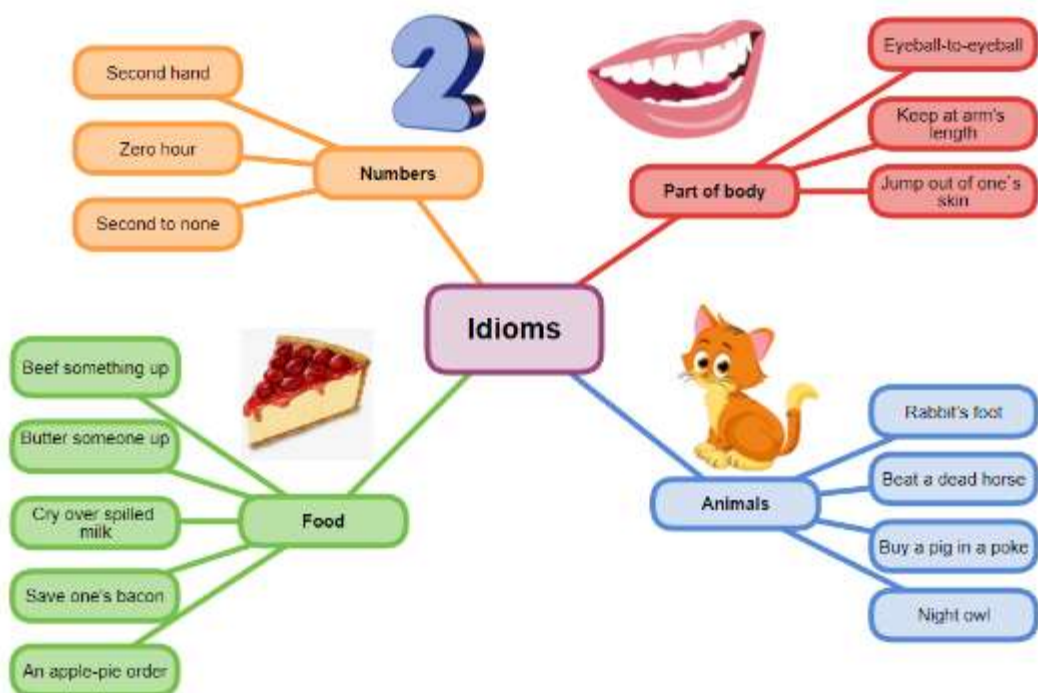 2
Second hand
Zero hour
Second to none
Numbers
Eyeball-to-eyeball
Keep at arm's
length
Jump out of one´s
skin
Part of body
Idioms
Beef something up
Butter someone up
Cry over spilled
milk
Save one's bacon
An apple-pie order
Food
Rabbit's foot
Beat a dead horse
Buy a pig in a poke
Night owl
Animals